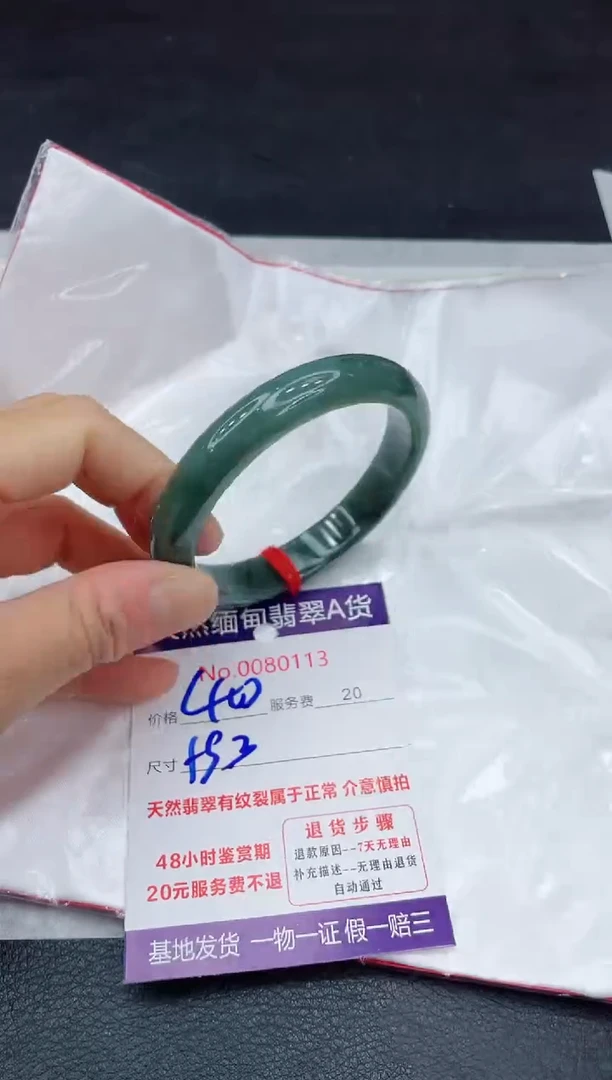 然缅甸翡翠A货
No.0080113
价格 400 服务费 20
尺寸
天然翡翠有纹裂属于正常 介意慎拍
48小时鉴赏期
20元服务费不退
退货步骤
退款原因--7天无理由
补充描述--无理由退货
自动通过
基地发货 一物一证 假一赔三